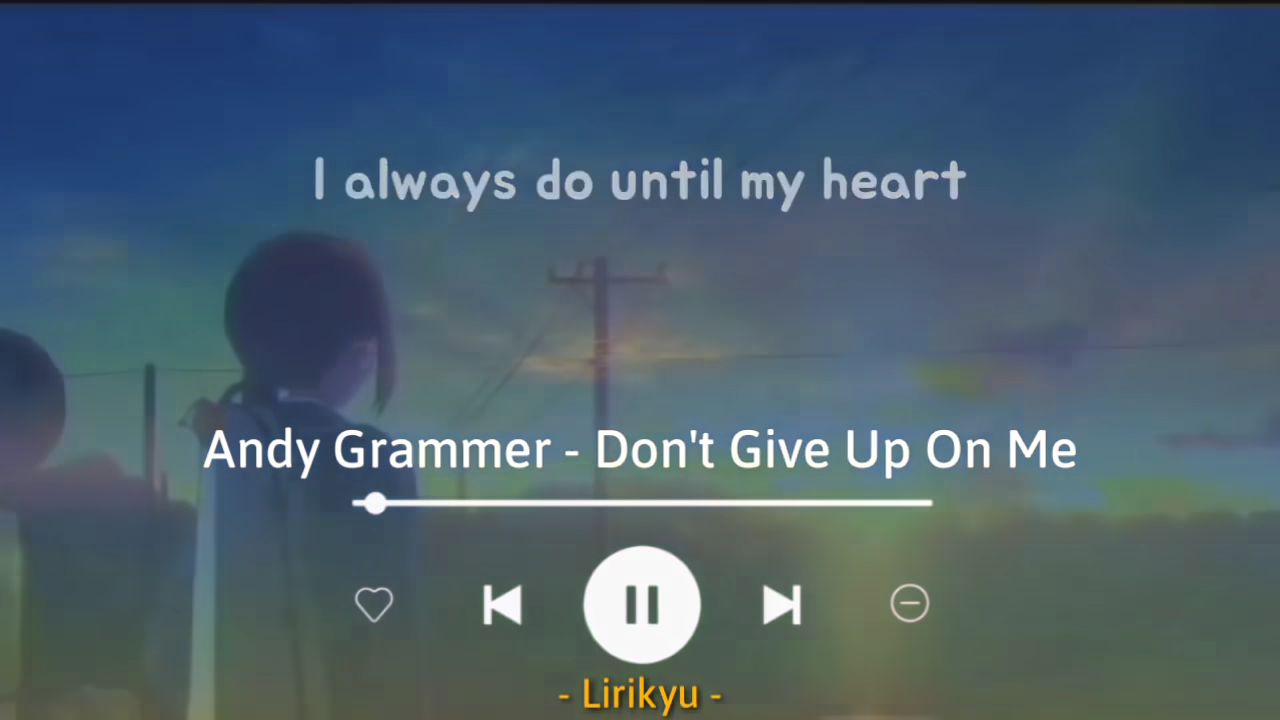 I always do until my heart
Andy Grammer - Don't Give Up On Me
- Lirikyu -